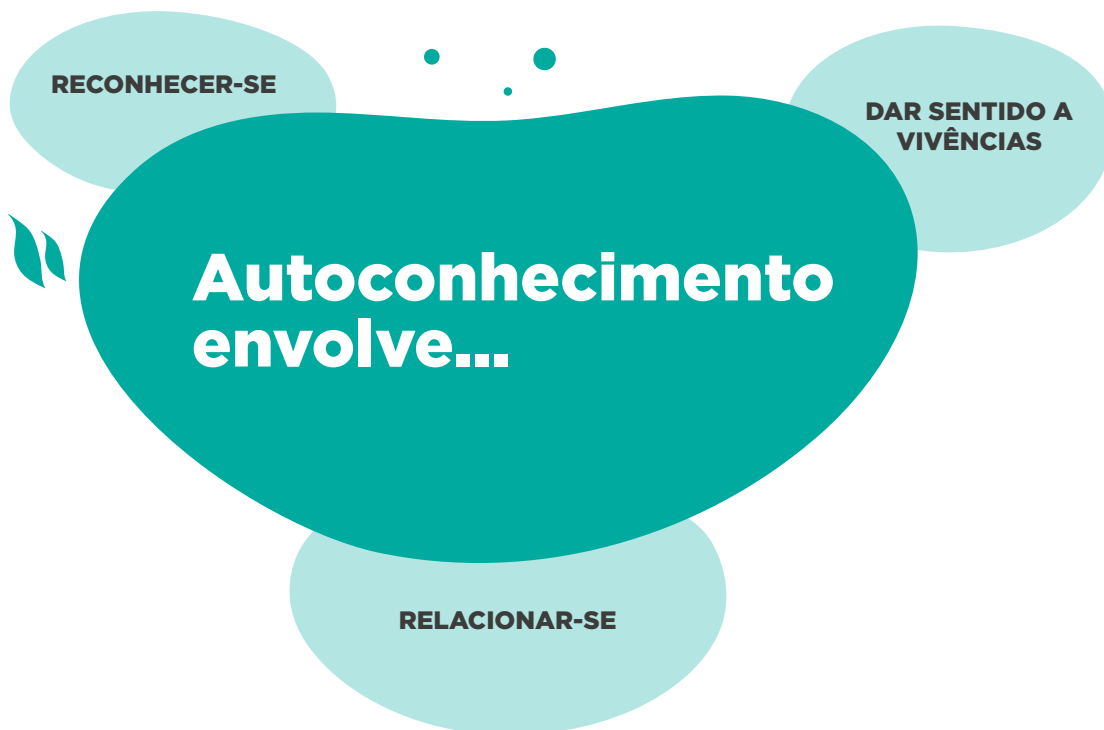 RECONHECER-SE
DAR SENTIDO A
VIVÊNCIAS
Autoconhecimento
envolve...
RELACIONAR-SE